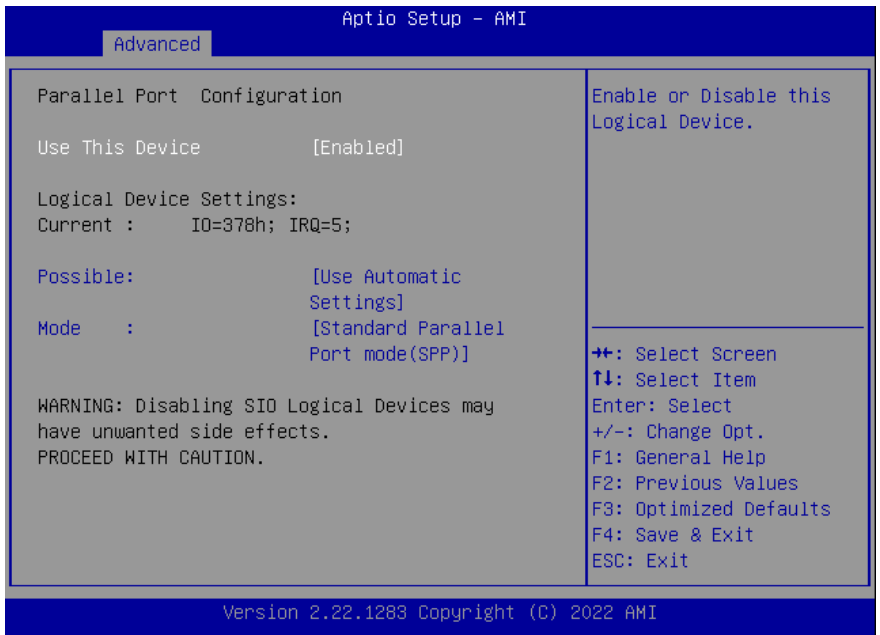 Aptio Setup – AMI
Advanced
Parallel Port Configuration
Use This Device [Enabled]
Logical Device Settings:
Current : IO=378h; IRQ=5;
Possible: [Use Automatic
Settings]
Mode : [Standard Parallel
Port mode(SPP)]
WARNING: Disabling SIO Logical Devices may
have unwanted side effects.
PROCEED WITH CAUTION.
Enable or Disable this
Logical Device.
→←: Select Screen
↑↓: Select Item
Enter: Select
+/-: Change Opt.
F1: General Help
F2: Previous Values
F3: Optimized Defaults
F4: Save & Exit
ESC: Exit
Version 2.22.1283 Copyright (C) 2022 AMI